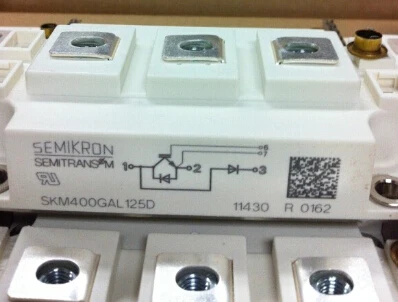 SEMIKRON
SEMITRANS M
1 2 3 6 7
SKM400GAL125D 11430 R 0162